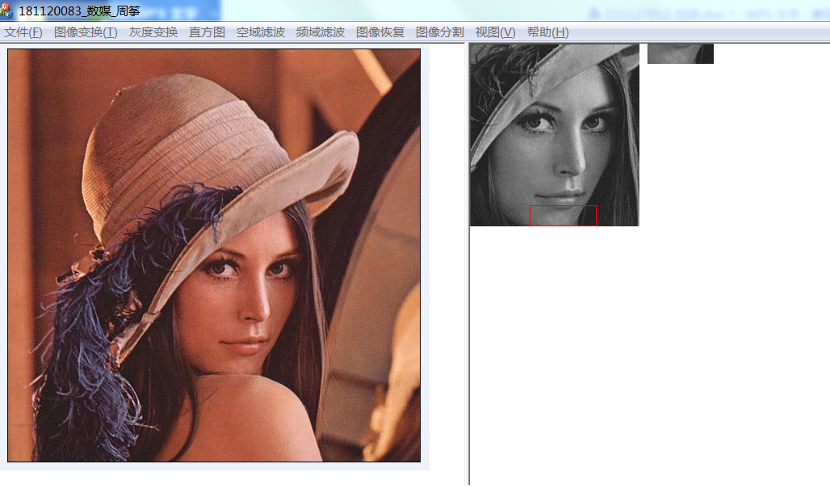 181120083_数媒_周筝
文件(F) 图像变换(T) 灰度变换 直方图 空域滤波 频域滤波 图像恢复 图像分割 视图(V) 帮助(H)